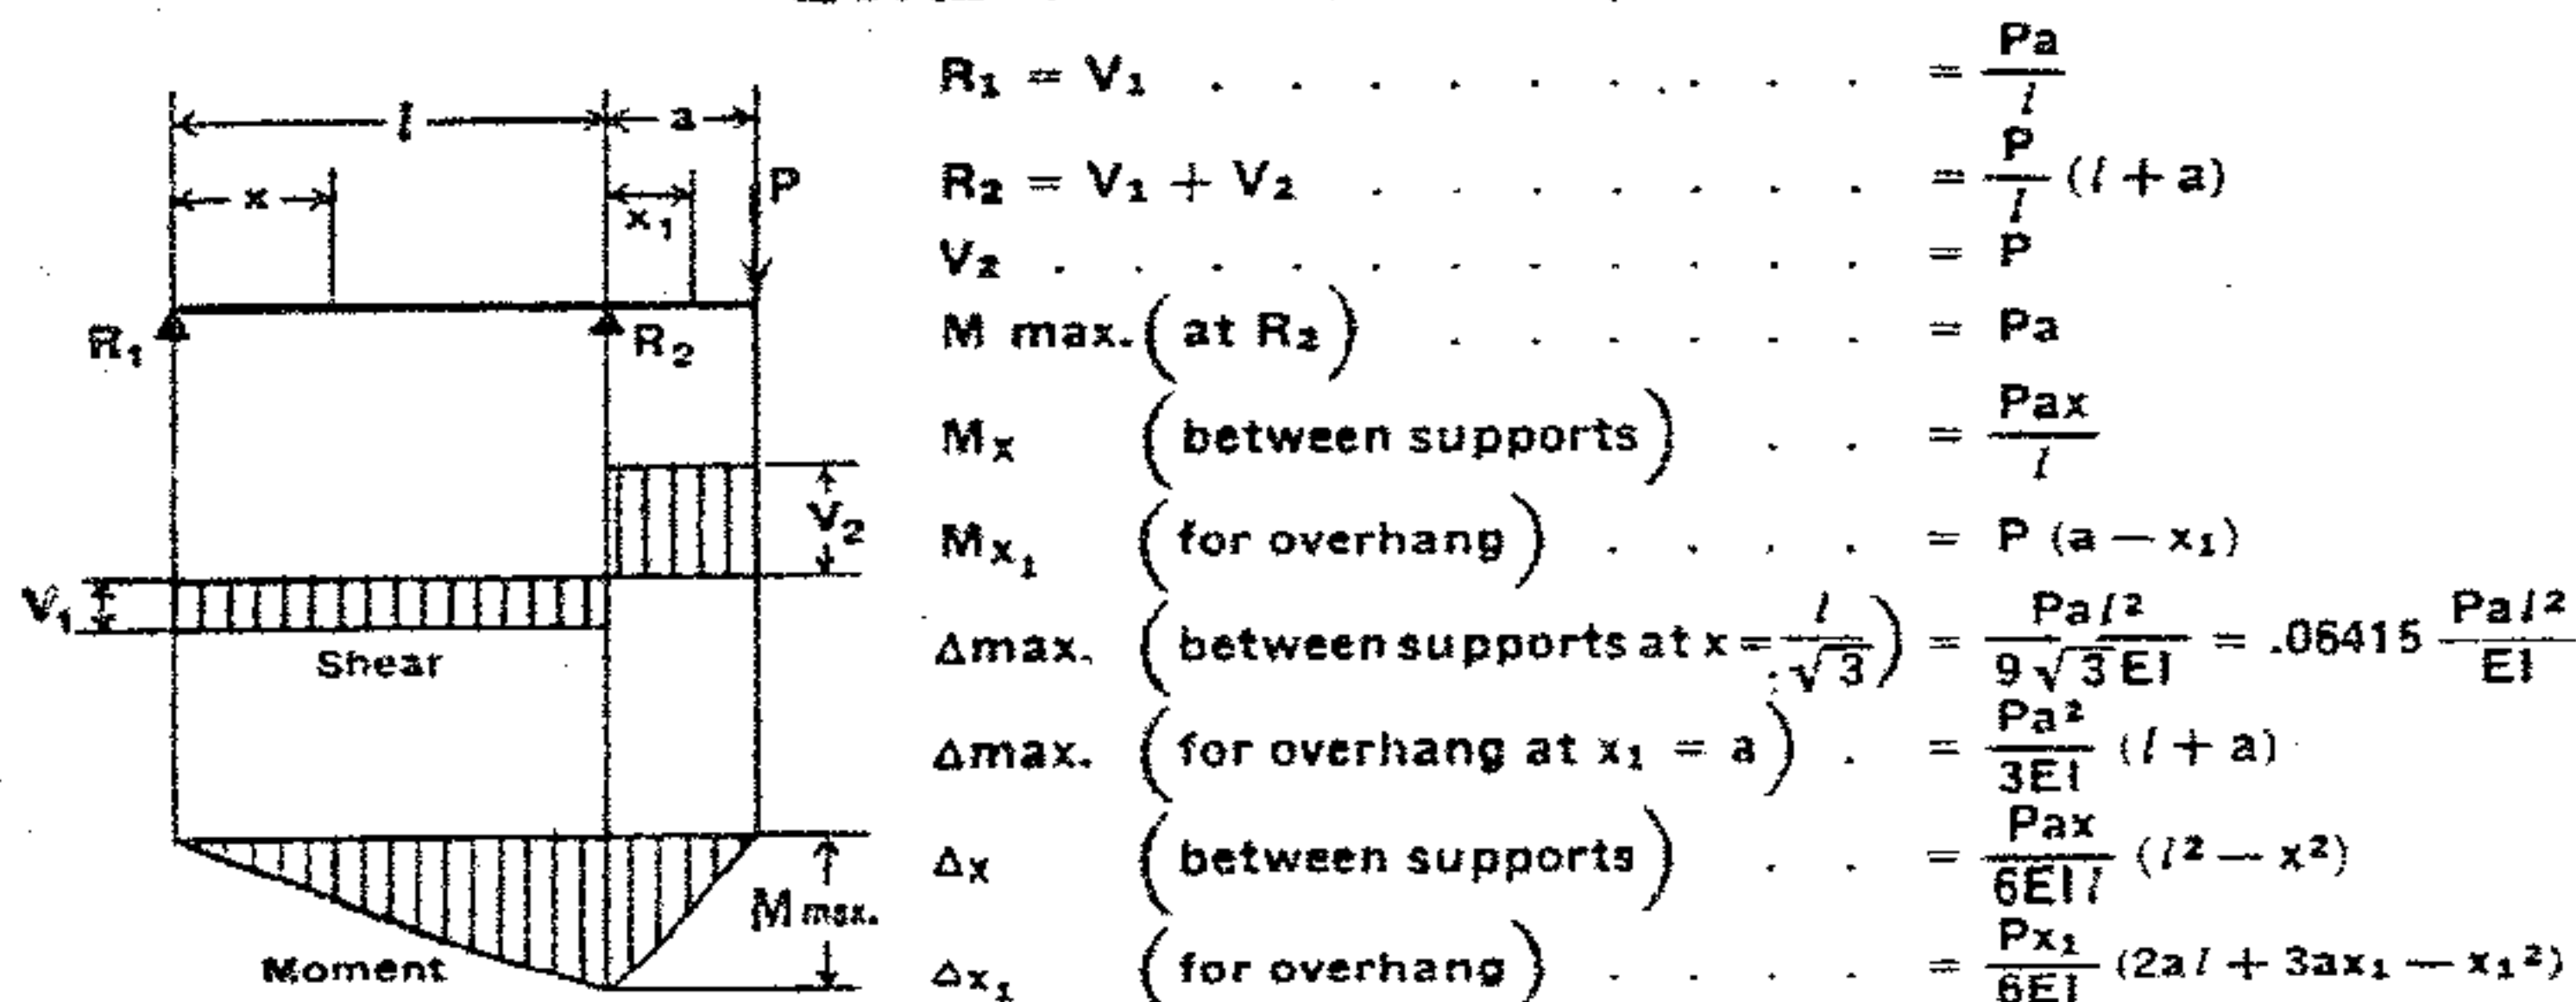 l a
x x₁ P
R₁ R₂
V₂
V₁
Shear
M max.
Moment
R₁ = V₁ . . . . . . . . . = Pa/l
R₂ = V₁ + V₂ . . . . . . . = P/l (l + a)
V₂ . . . . . . . . . . . = P
M max. (at R₂) . . . . . . = Pa
Mx (between supports) . . = Pax/l
Mx₁ (for overhang) . . . . = P (a — x₁)
Δmax. (between supports at x = l/√3) = Pal²/9√3EI = .06415 Pal²/EI
Δmax. (for overhang at x₁ = a) . = Pa²/3EI (l + a)
Δx (between supports) . . = Pax/6EIl (l² — x²)
Δx₁ (for overhang) . . . . = Px₁/6EI (2al + 3ax₁ — x₁²)